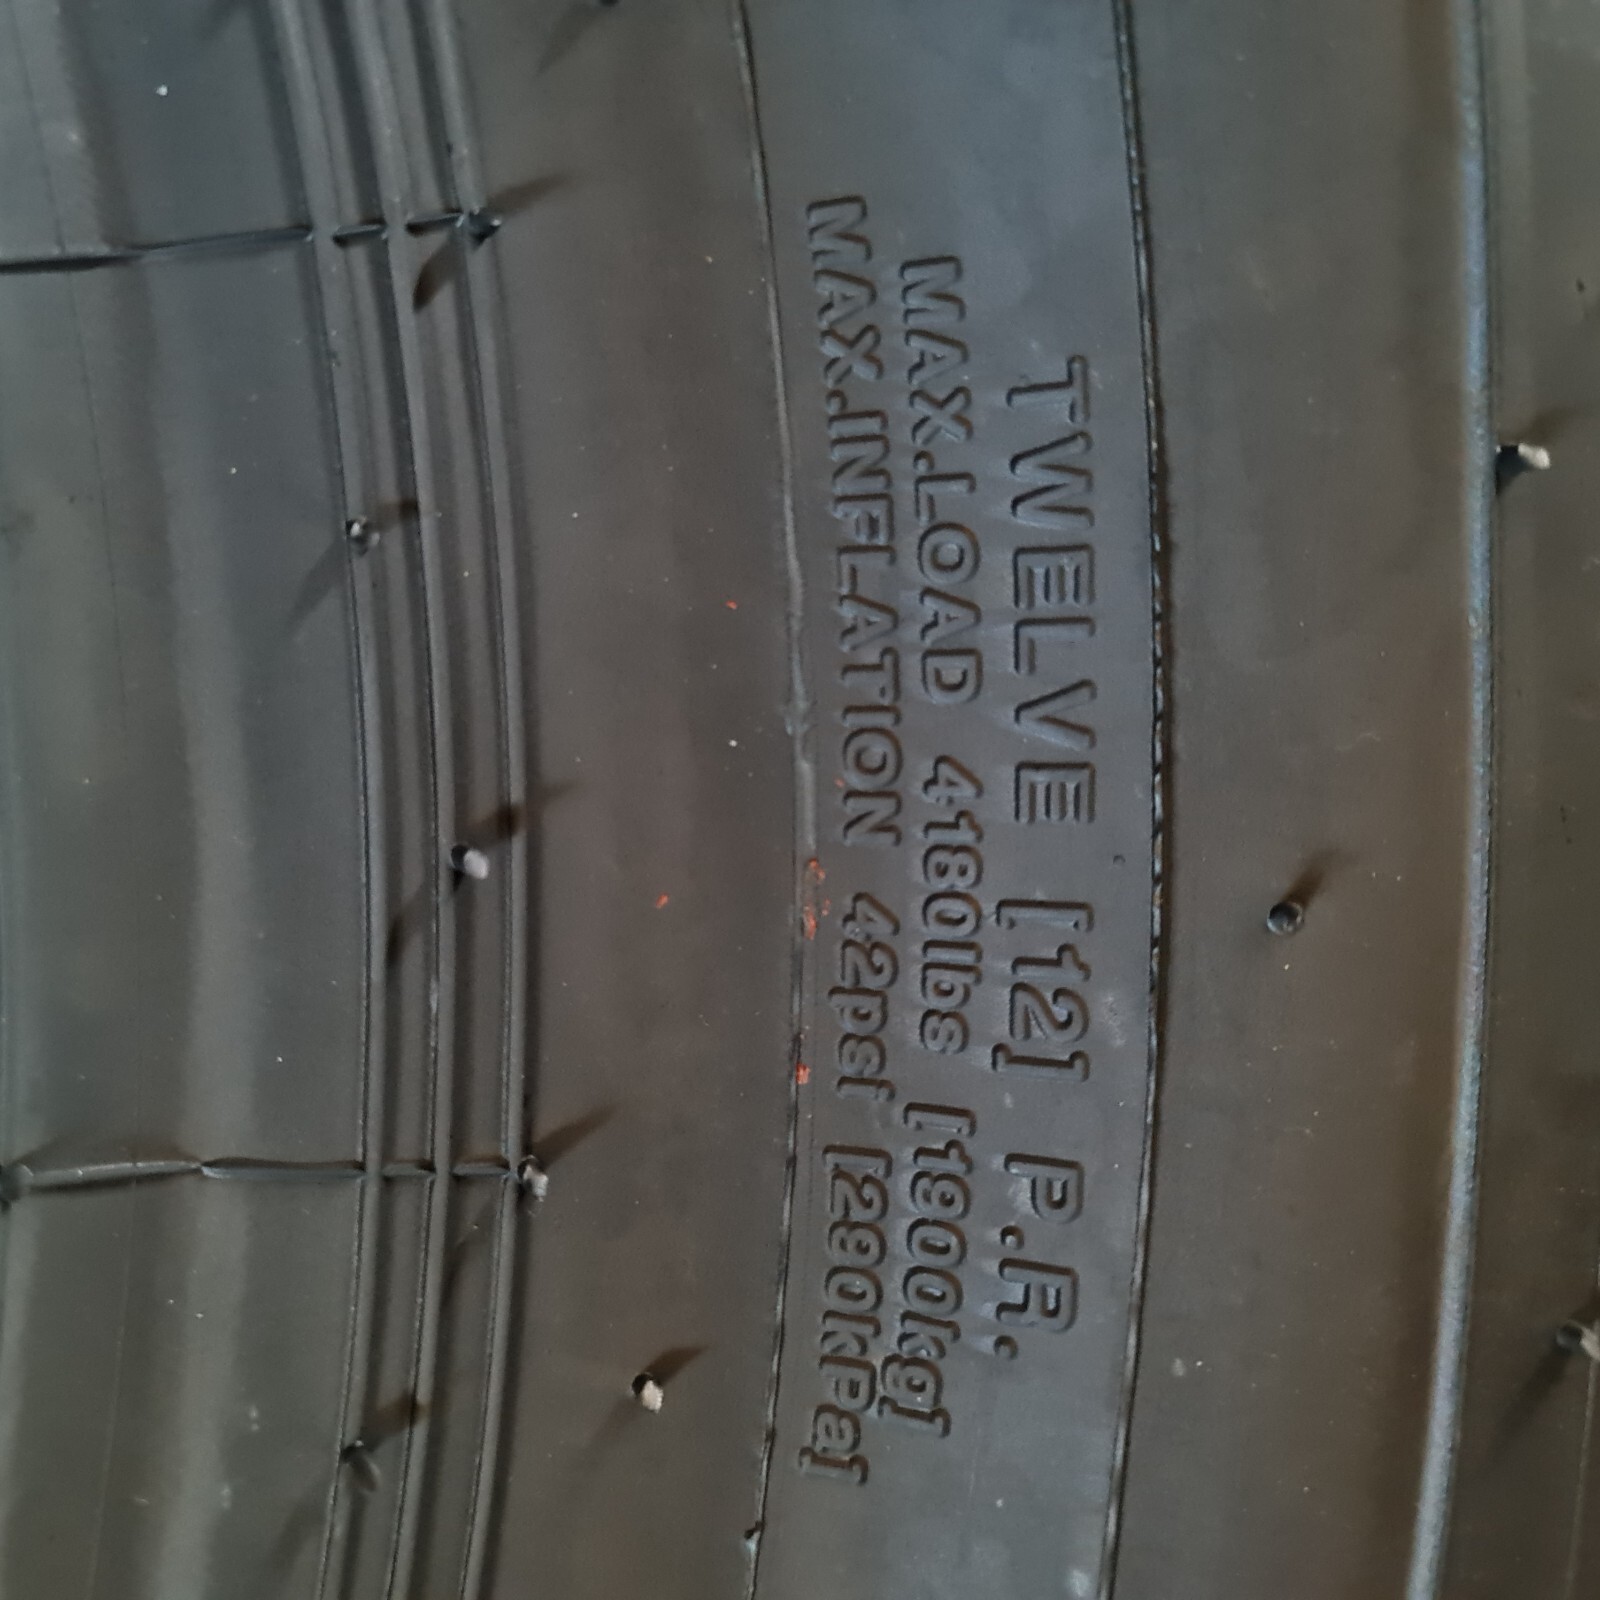 TWELVE [12] P.R.
MAX.LOAD 4180lbs [1900kg]
MAX.INFLATION 42psi [290kPa]